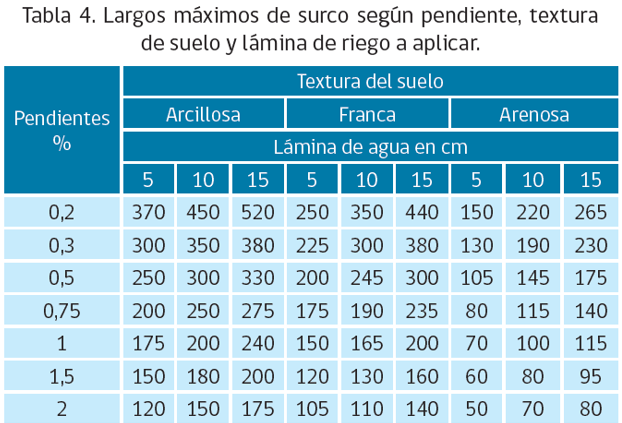 Tabla 4. Largos máximos de surco según pendiente, textura
de suelo y lámina de riego a aplicar.
Pendientes % Textura del suelo
Arcillosa Franca Arenosa
Lámina de agua en cm
5 10 15 5 10 15 5 10 15
0,2 370 450 520 250 350 440 150 220 265
0,3 300 350 380 225 300 380 130 190 230
0,5 250 300 330 200 245 300 105 145 175
0,75 200 250 275 175 190 235 80 115 140
1 175 200 240 150 165 200 70 100 115
1,5 150 180 200 120 130 160 60 80 95
2 120 150 175 105 110 140 50 70 80